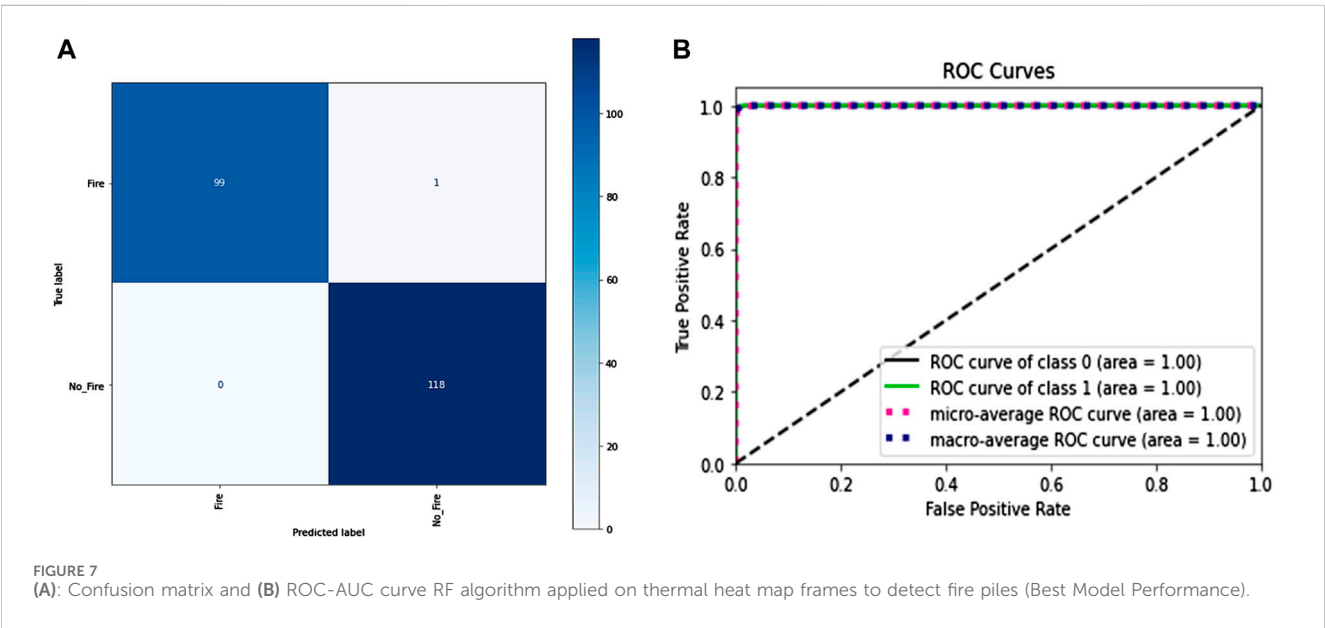 A
100
80
60
40
20
0
Fire
No_Fire
True label
99
1
0
118
Fire
No_Fire
Predicted label
B
ROC Curves
1.0
0.8
0.6
0.4
0.2
0.0
True Positive Rate
ROC curve of class 0 (area = 1.00)
ROC curve of class 1 (area = 1.00)
micro-average ROC curve (area = 1.00)
macro-average ROC curve (area = 1.00)
0.0 0.2 0.4 0.6 0.8 1.0
False Positive Rate
FIGURE 7
(A): Confusion matrix and (B) ROC-AUC curve RF algorithm applied on thermal heat map frames to detect fire piles (Best Model Performance).